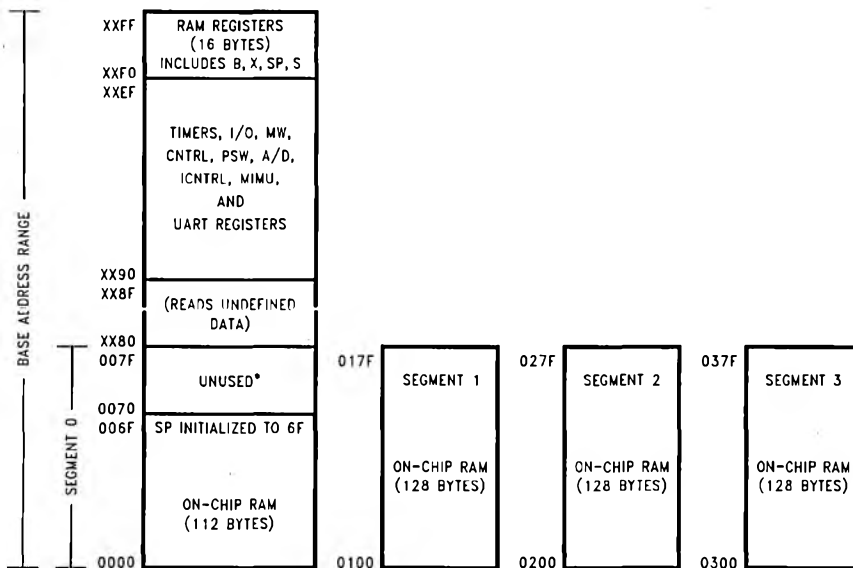 XXFF
RAM REGISTERS
(16 BYTES)
INCLUDES B, X, SP, S
XXF0
XXEF
TIMERS, I/O, MW,
CNTRL, PSW, A/D,
ICNTRL, MIMU,
AND
UART REGISTERS
XX90
XX8F
(READS UNDEFINED
DATA)
XX80
007F
UNUSED*
0070
006F
SP INITIALIZED TO 6F
ON-CHIP RAM
(112 BYTES)
0000
BASE ADDRESS RANGE
SEGMENT 0
017F
SEGMENT 1
ON-CHIP RAM
(128 BYTES)
0100
027F
SEGMENT 2
ON-CHIP RAM
(128 BYTES)
0200
037F
SEGMENT 3
ON-CHIP RAM
(128 BYTES)
0300